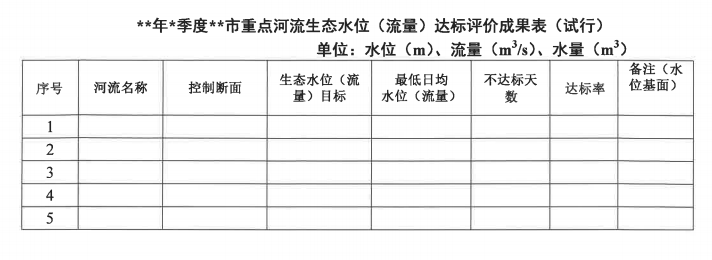 **年*季度**市重点河流生态水位（流量）达标评价成果表（试行）
单位：水位（m）、流量（m³/s）、水量（m³）
序号 河流名称 控制断面 生态水位（流量）目标 最低日均水位（流量） 不达标天数 达标率 备注（水位基面）
1
2
3
4
5